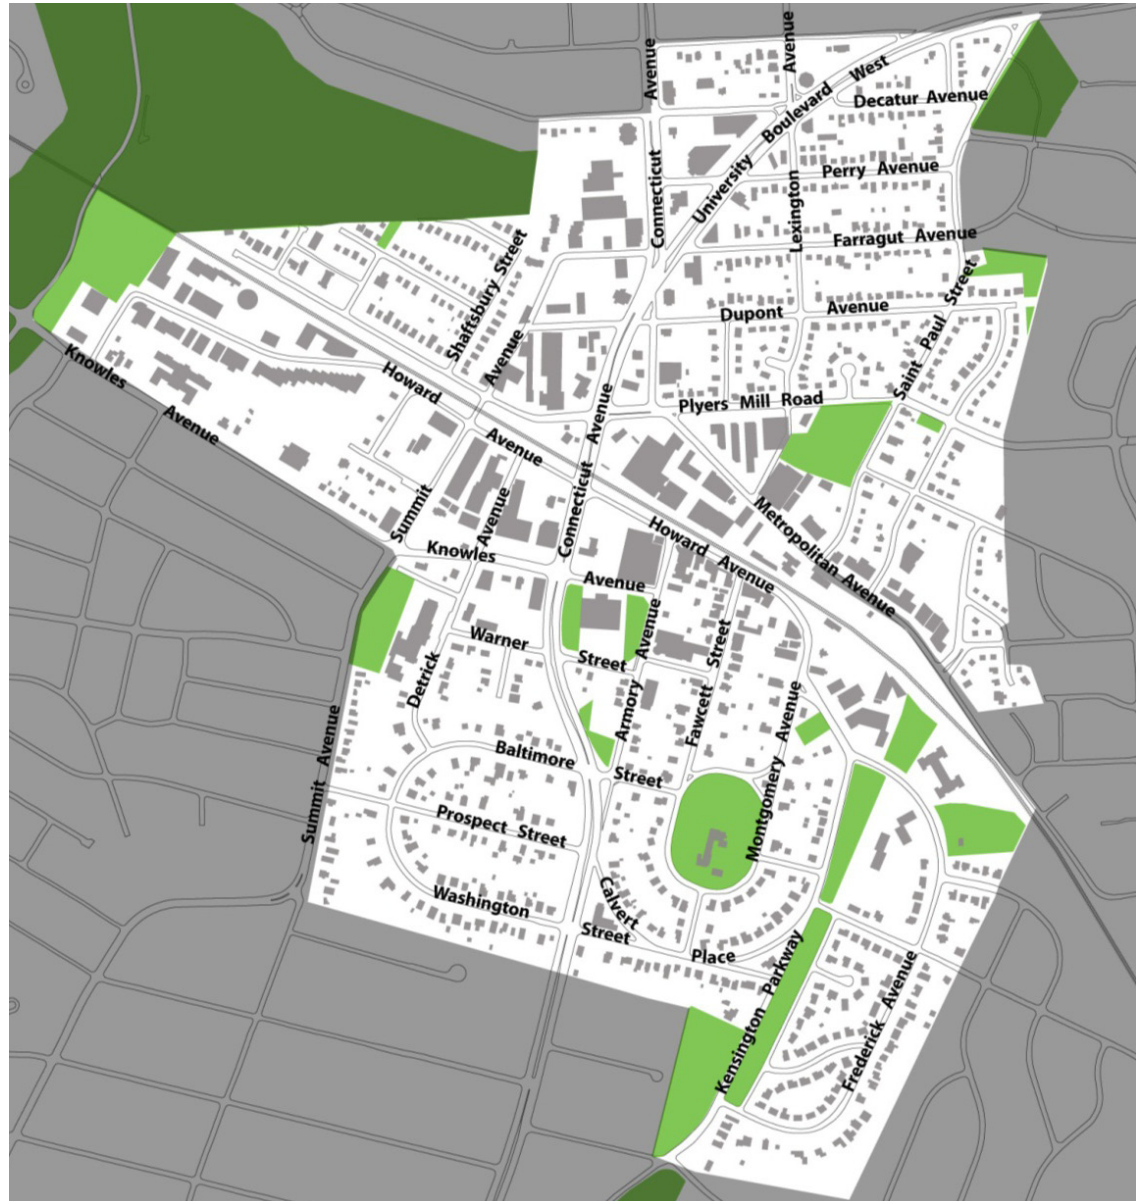 Avenue
Avenue
University Boulevard West
Decatur Avenue
Connecticut
Perry Avenue
Lexington
Farragut Avenue
Shaftsbury Street
Dupont Avenue
Saint Paul Street
Knowles Avenue
Howard Avenue
Avenue
Plyers Mill Road
Connecticut Avenue
Summit
Avenue
Metropolitan Avenue
Howard Avenue
Knowles Avenue
Warner Street
Detrick
Armory Avenue
Fawcett Street
Summit Avenue
Baltimore Street
Montgomery Avenue
Prospect Street
Washington Street
Calvert Place
Kensington Parkway
Frederick Avenue